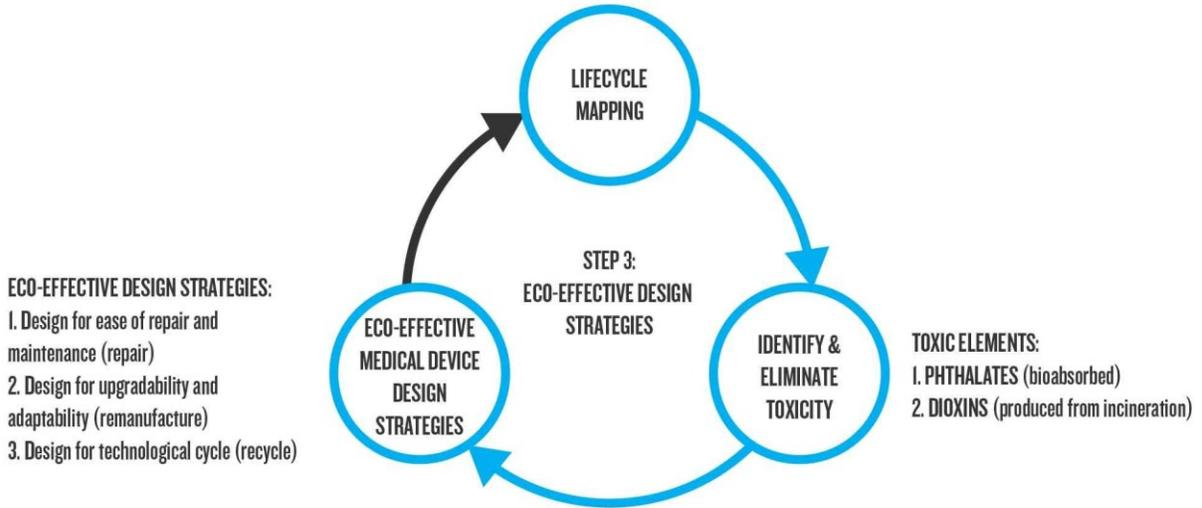 LIFECYCLE
MAPPING
STEP 3:
ECO-EFFECTIVE DESIGN
STRATEGIES
ECO-EFFECTIVE DESIGN STRATEGIES:
1. Design for ease of repair and
maintenance (repair)
2. Design for upgradability and
adaptability (remanufacture)
3. Design for technological cycle (recycle)
ECO-EFFECTIVE
MEDICAL DEVICE
DESIGN
STRATEGIES
IDENTIFY &
ELIMINATE
TOXICITY
TOXIC ELEMENTS:
1. PHTHALATES (bioabsorbed)
2. DIOXINS (produced from incineration)